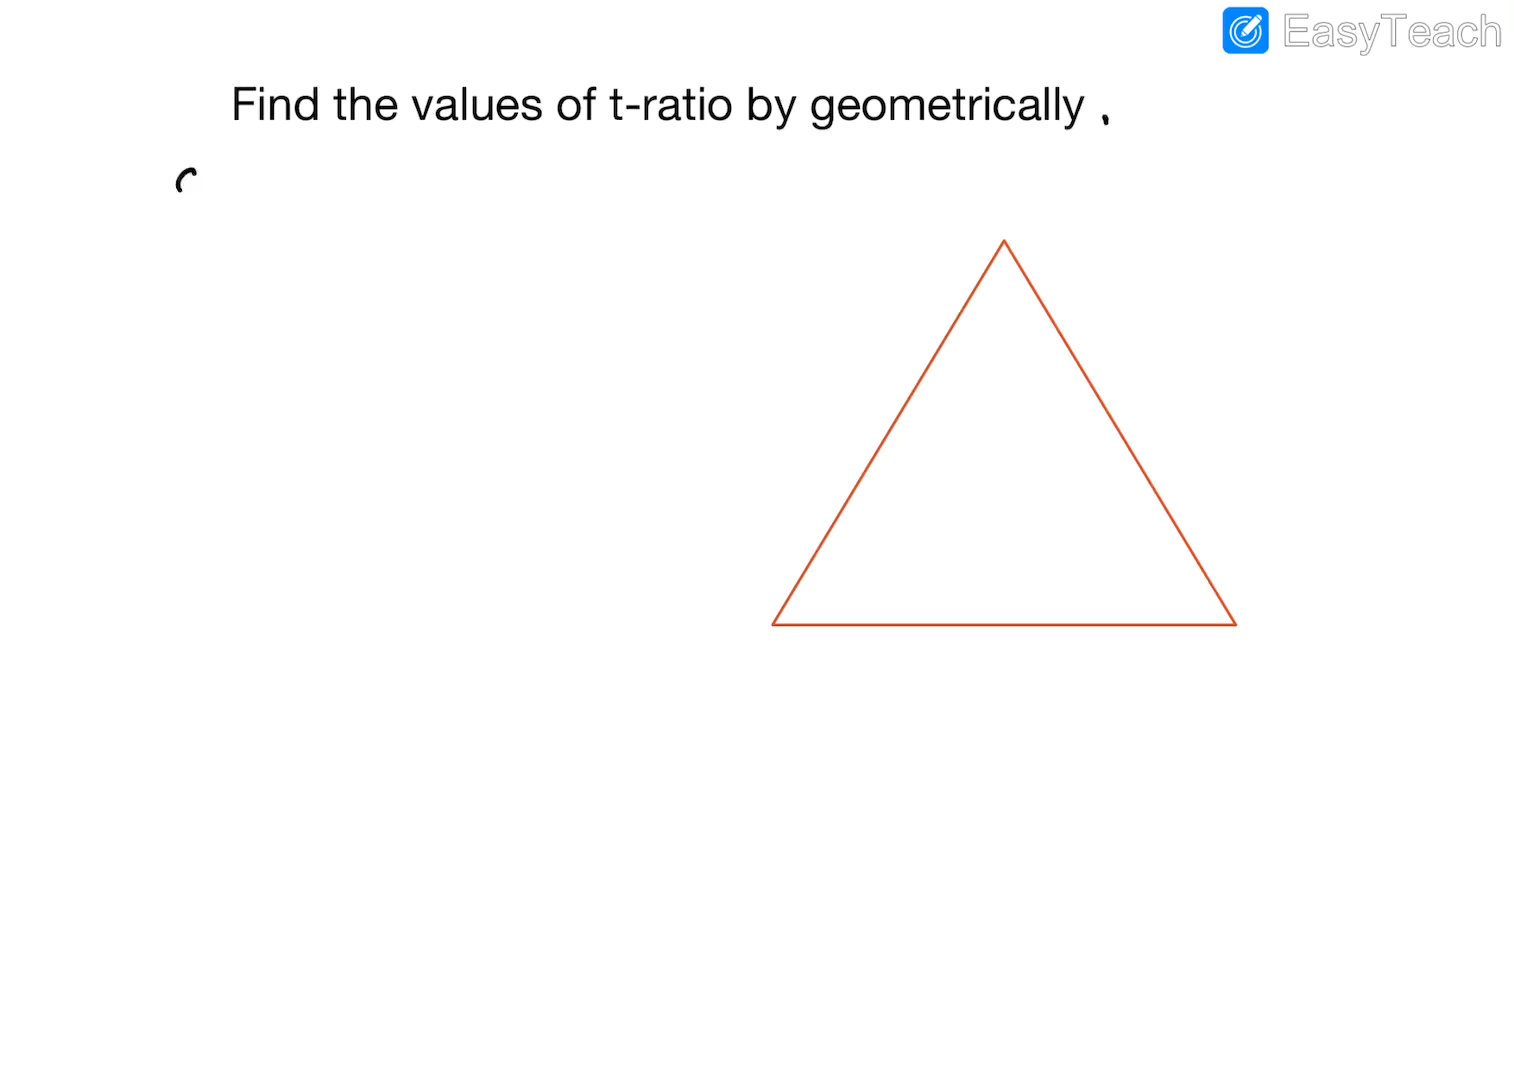 EasyTeach
Find the values of t-ratio by geometrically .